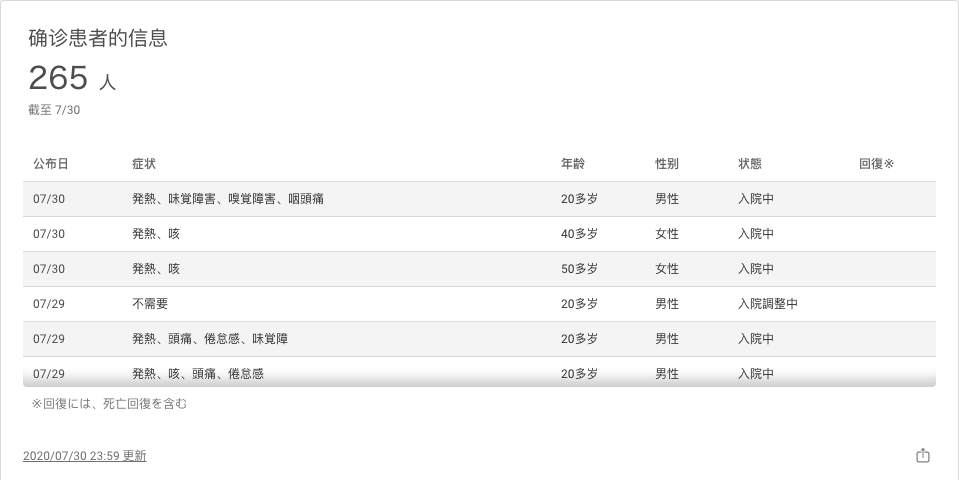 确诊患者的信息
265 人
截至 7/30
公布日 症状 年齢 性别 状態 回復※
07/30 発熱、味覚障害、嗅覚障害、咽頭痛 20多岁 男性 入院中
07/30 発熱、咳 40多岁 女性 入院中
07/30 発熱、咳 50多岁 女性 入院中
07/29 不需要 20多岁 男性 入院調整中
07/29 発熱、頭痛、倦怠感、味覚障 20多岁 男性 入院中
07/29 発熱、咳、頭痛、倦怠感 20多岁 男性 入院中
※回復には、死亡回復を含む
2020/07/30 23:59 更新